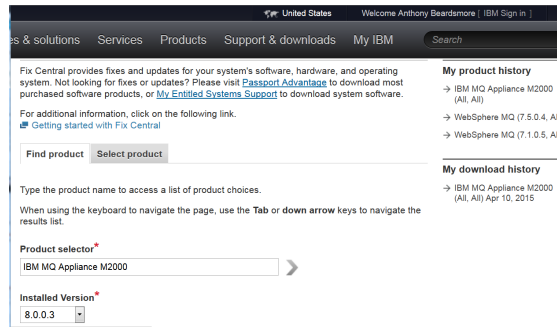 United States Welcome Anthony Beardsmore [ IBM Sign in ]
s & solutions Services Products Support & downloads My IBM Search
Fix Central provides fixes and updates for your system's software, hardware, and operating
system. Not looking for fixes or updates? Please visit Passport Advantage to download most
purchased software products, or My Entitled Systems Support to download system software.
For additional information, click on the following link.
Getting started with Fix Central
Find product Select product
Type the product name to access a list of product choices.
When using the keyboard to navigate the page, use the Tab or down arrow keys to navigate the
results list.
Product selector*
IBM MQ Appliance M2000
Installed Version*
8.0.0.3
My product history
IBM MQ Appliance M2000
(All, All)
WebSphere MQ (7.5.0.4, Al
WebSphere MQ (7.1.0.5, Al
My download history
IBM MQ Appliance M2000
(All, All) Apr 10, 2015